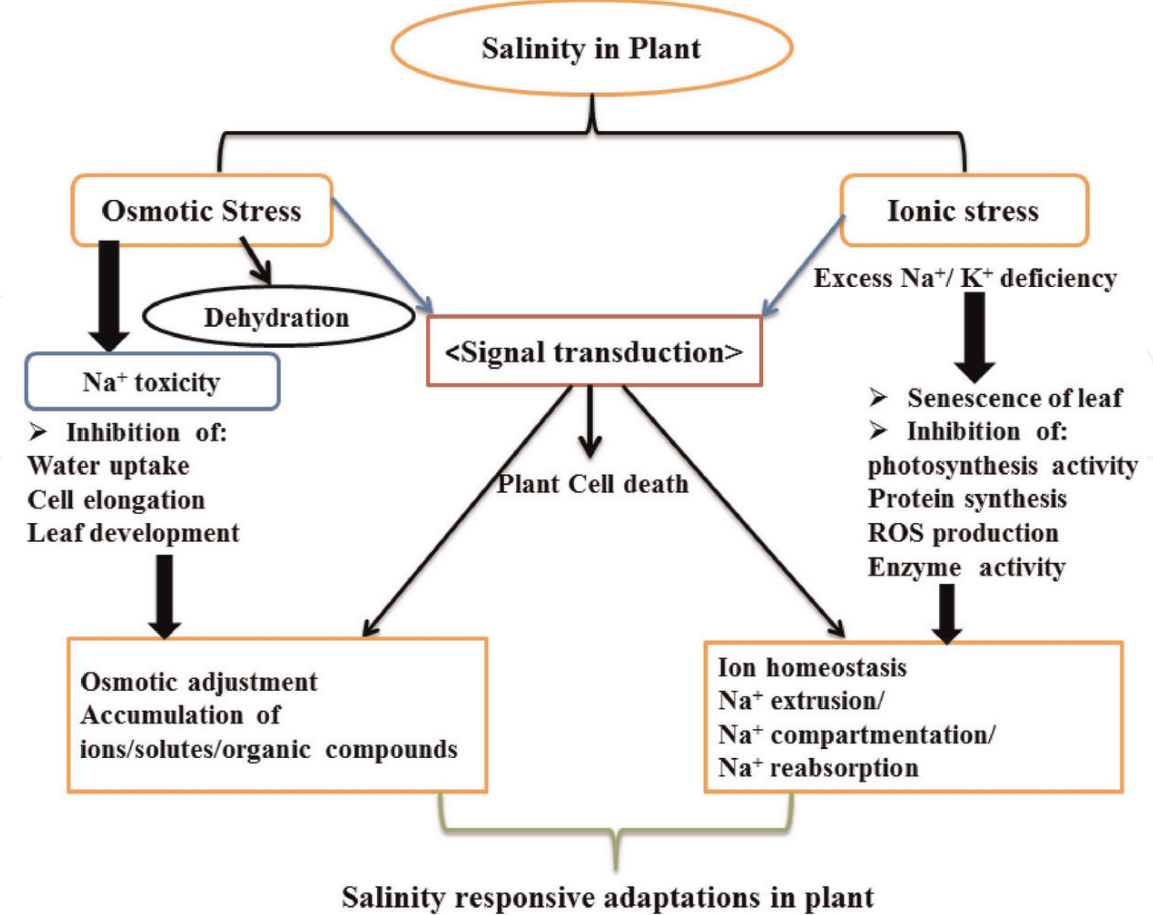 Salinity in Plant
Osmotic Stress
Ionic stress
Excess Na⁺/ K⁺ deficiency
Dehydration
<Signal transduction>
Na⁺ toxicity
➢ Inhibition of:
Water uptake
Cell elongation
Leaf development
Plant Cell death
➢ Senescence of leaf
➢ Inhibition of:
photosynthesis activity
Protein synthesis
ROS production
Enzyme activity
Osmotic adjustment
Accumulation of
ions/solutes/organic compounds
Ion homeostasis
Na⁺ extrusion/
Na⁺ compartmentation/
Na⁺ reabsorption
Salinity responsive adaptations in plant